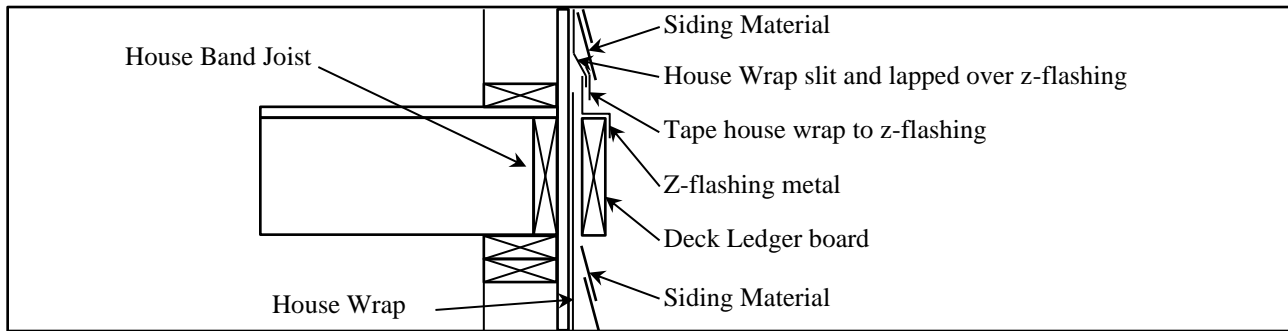 Siding Material
House Band Joist
House Wrap slit and lapped over z-flashing
Tape house wrap to z-flashing
Z-flashing metal
Deck Ledger board
Siding Material
House Wrap